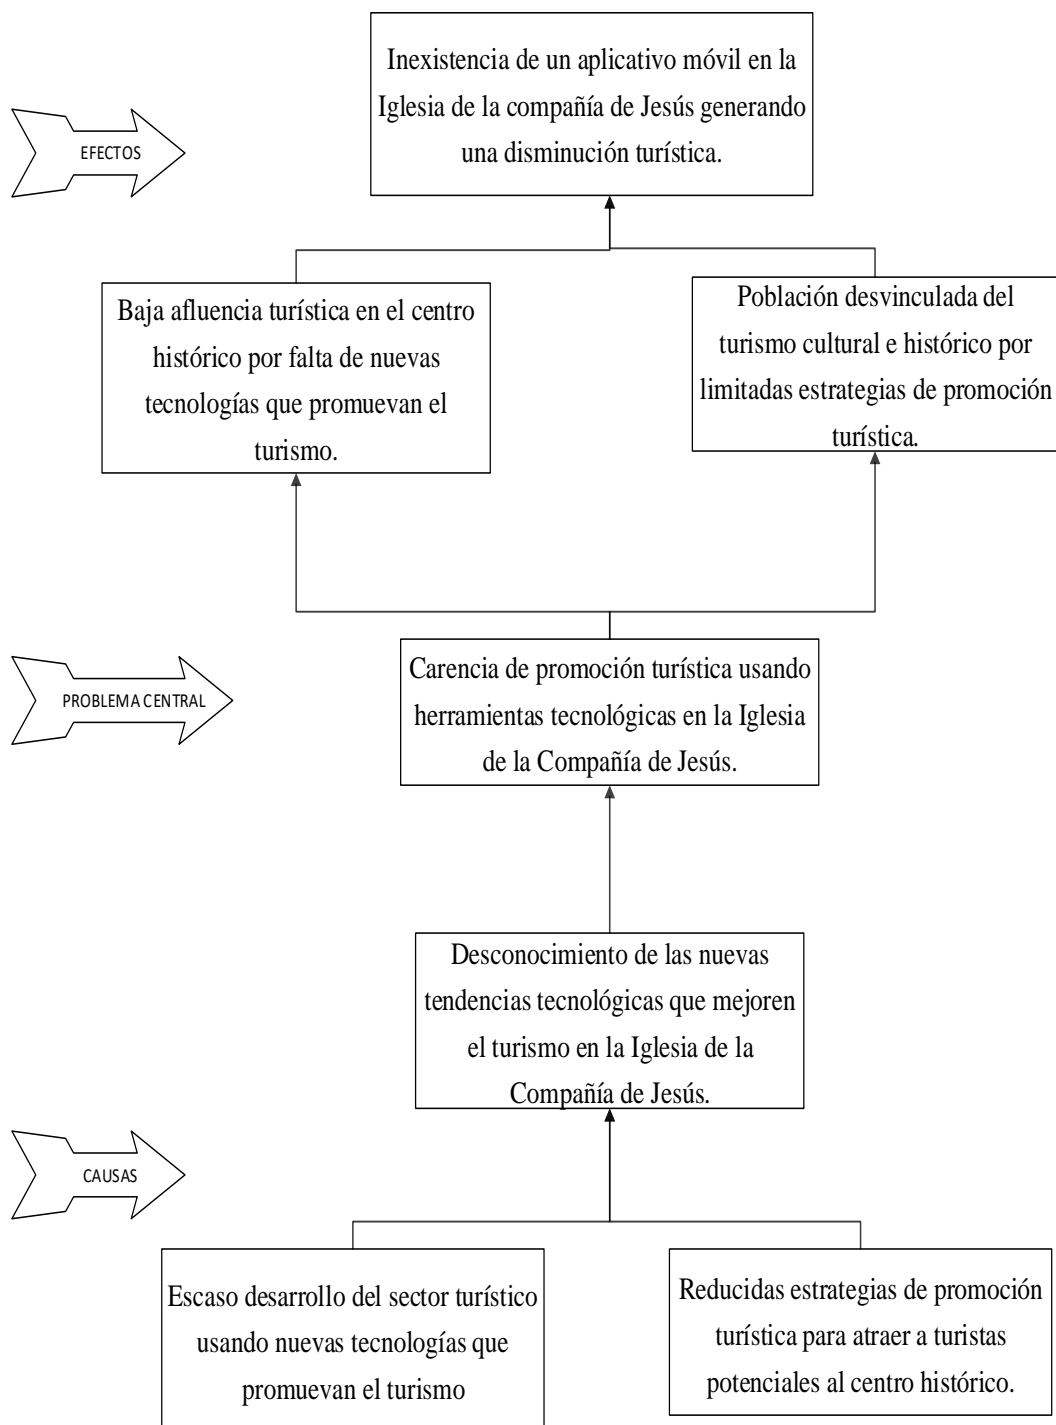 Inexistencia de un aplicativo móvil en la
Iglesia de la compañía de Jesús generando
una disminución turística.
EFECTOS
Baja afluencia turística en el centro
histórico por falta de nuevas
tecnologías que promuevan el
turismo.
Población desvinculada del
turismo cultural e histórico por
limitadas estrategias de promoción
turística.
PROBLEMA CENTRAL
Carencia de promoción turística usando
herramientas tecnológicas en la Iglesia
de la Compañía de Jesús.
Desconocimiento de las nuevas
tendencias tecnológicas que mejoren
el turismo en la Iglesia de la
Compañía de Jesús.
CAUSAS
Escaso desarrollo del sector turístico
usando nuevas tecnologías que
promuevan el turismo
Reducidas estrategias de promoción
turística para atraer a turistas
potenciales al centro histórico.